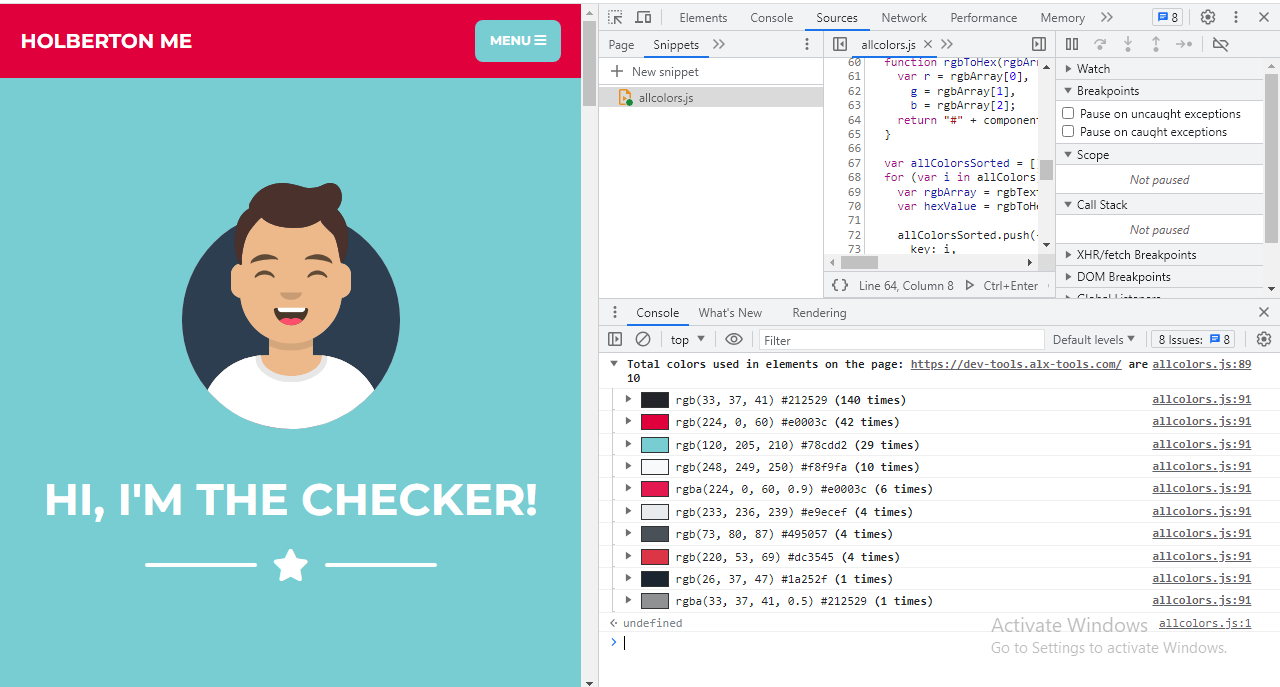 HOLBERTON ME
MENU
HI, I'M THE CHECKER!
Elements Console Sources Network Performance Memory 8
Page Snippets allcolors.js
New snippet
allcolors.js
60 function rgbToHex(rgbAr
61 var r = rgbArray[0],
62 g = rgbArray[1],
63 b = rgbArray[2];
64 return "#" + component
65 }
66
67 var allColorsSorted = [
68 for (var i in allColors
69 var rgbArray = rgbText
70 var hexValue = rgbToHe
71
72 allColorsSorted.push(
73 key: i,
{} Line 64, Column 8 Ctrl+Enter
Watch
Breakpoints
Pause on uncaught exceptions
Pause on caught exceptions
Scope
Not paused
Call Stack
Not paused
XHR/fetch Breakpoints
DOM Breakpoints
Global Listeners
Console What's New Rendering
top Filter Default levels 8 Issues: 8
Total colors used in elements on the page: https://dev-tools.alx-tools.com/ are allcolors.js:89
10
rgb(33, 37, 41) #212529 (140 times) allcolors.js:91
rgb(224, 0, 60) #e0003c (42 times) allcolors.js:91
rgb(120, 205, 210) #78cdd2 (29 times) allcolors.js:91
rgb(248, 249, 250) #f8f9fa (10 times) allcolors.js:91
rgba(224, 0, 60, 0.9) #e0003c (6 times) allcolors.js:91
rgb(233, 236, 239) #e9ecef (4 times) allcolors.js:91
rgb(73, 80, 87) #495057 (4 times) allcolors.js:91
rgb(220, 53, 69) #dc3545 (4 times) allcolors.js:91
rgb(26, 37, 47) #1a252f (1 times) allcolors.js:91
rgba(33, 37, 41, 0.5) #212529 (1 times) allcolors.js:91
undefined allcolors.js:1
Activate Windows
Go to Settings to activate Windows.